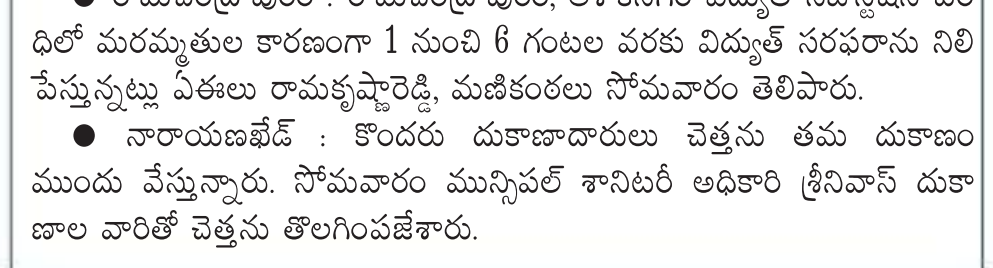 ధిలో మరమ్మతుల కారణంగా 1 నుంచి 6 గంటల వరకు విద్యుత్ సరఫరాను నిలి
పేస్తున్నట్లు ఏఈలు రామకృష్ణారెడ్డి, మణికంఠలు సోమవారం తెలిపారు.
● నారాయణఖేడ్ : కొందరు దుకాణాదారులు చెత్తను తమ దుకాణం
ముందు వేస్తున్నారు. సోమవారం మున్సిపల్ శానిటరీ అధికారి శ్రీనివాస్ దుకా
ణాల వారితో చెత్తను తొలగింపజేశారు.